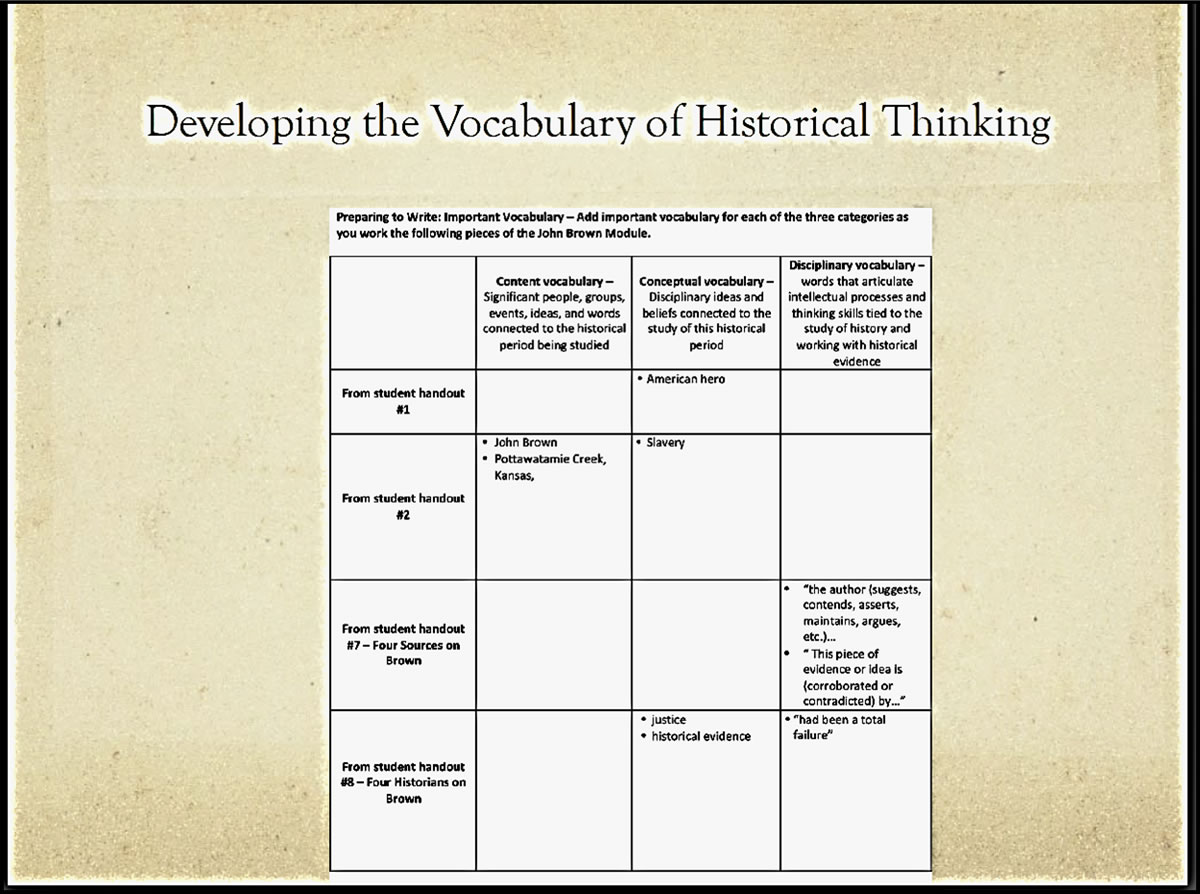 Developing the Vocabulary of Historical Thinking
Preparing to Write: Important Vocabulary – Add important vocabulary for each of the three categories as
you work the following pieces of the John Brown Module.
Content vocabulary –
Significant people, groups,
events, ideas, and words
connected to the historical
period being studied
Conceptual vocabulary –
Disciplinary ideas and
beliefs connected to the
study of this historical
period
Disciplinary vocabulary –
words that articulate
intellectual processes and
thinking skills tied to the
study of history and
working with historical
evidence
From student handout
#1
• American hero
From student handout
#2
• John Brown
• Pottawatamie Creek,
Kansas,
• Slavery
From student handout
#7 – Four Sources on
Brown
• "the author (suggests,
contends, asserts,
maintains, argues,
etc.)...
• " This piece of
evidence or idea is
(corroborated or
contradicted) by..."
From student handout
#8 – Four Historians on
Brown
• justice
• historical evidence
• "had been a total
failure"